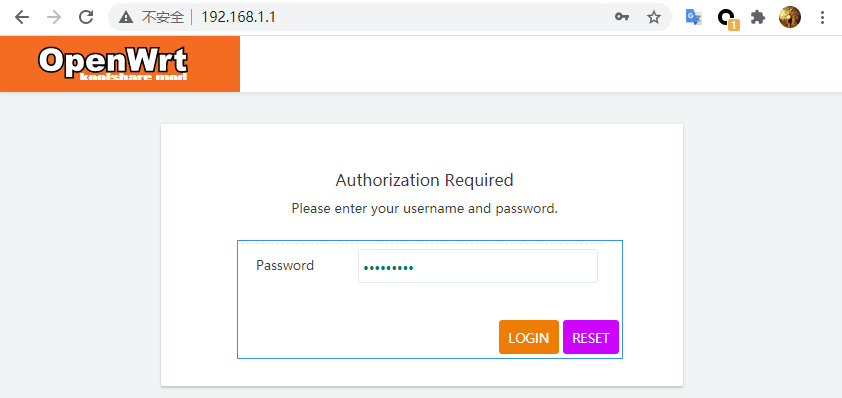 不安全 192.168.1.1
1
OpenWrt
koolshare mod
Authorization Required
Please enter your username and password.
Password •••••••••
LOGIN RESET